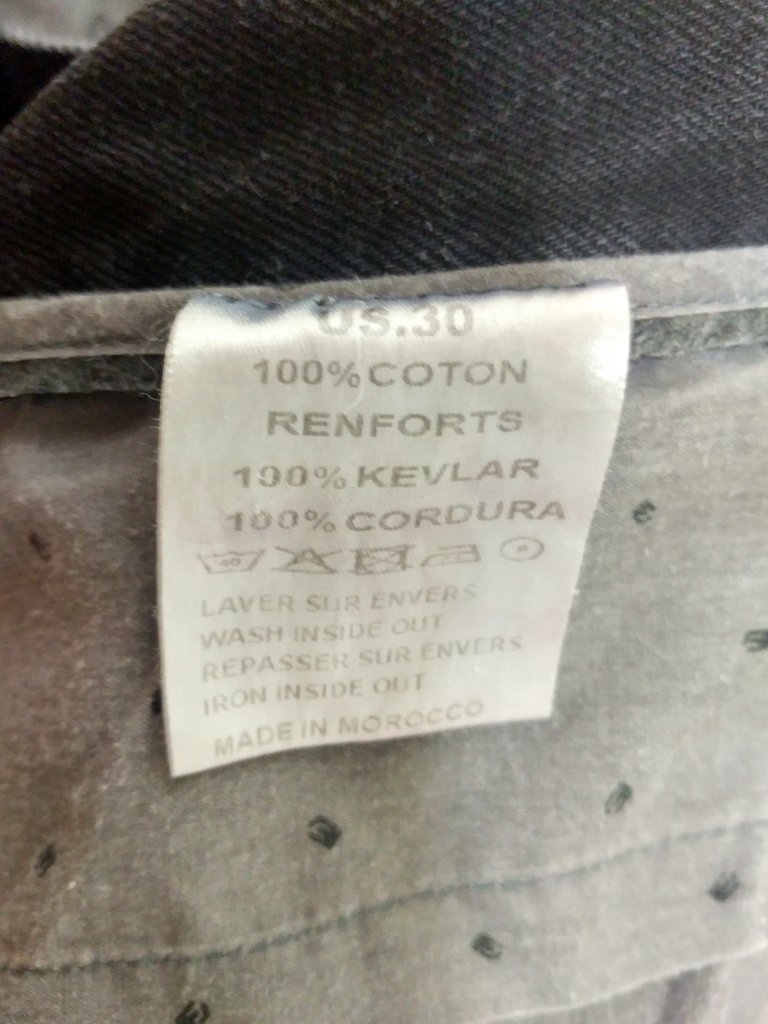 US.30
100% COTON
RENFORTS
100% KEVLAR
100% CORDURA
LAVER SUR ENVERS
WASH INSIDE OUT
REPASSER SUR ENVERS
IRON INSIDE OUT
MADE IN MOROCCO